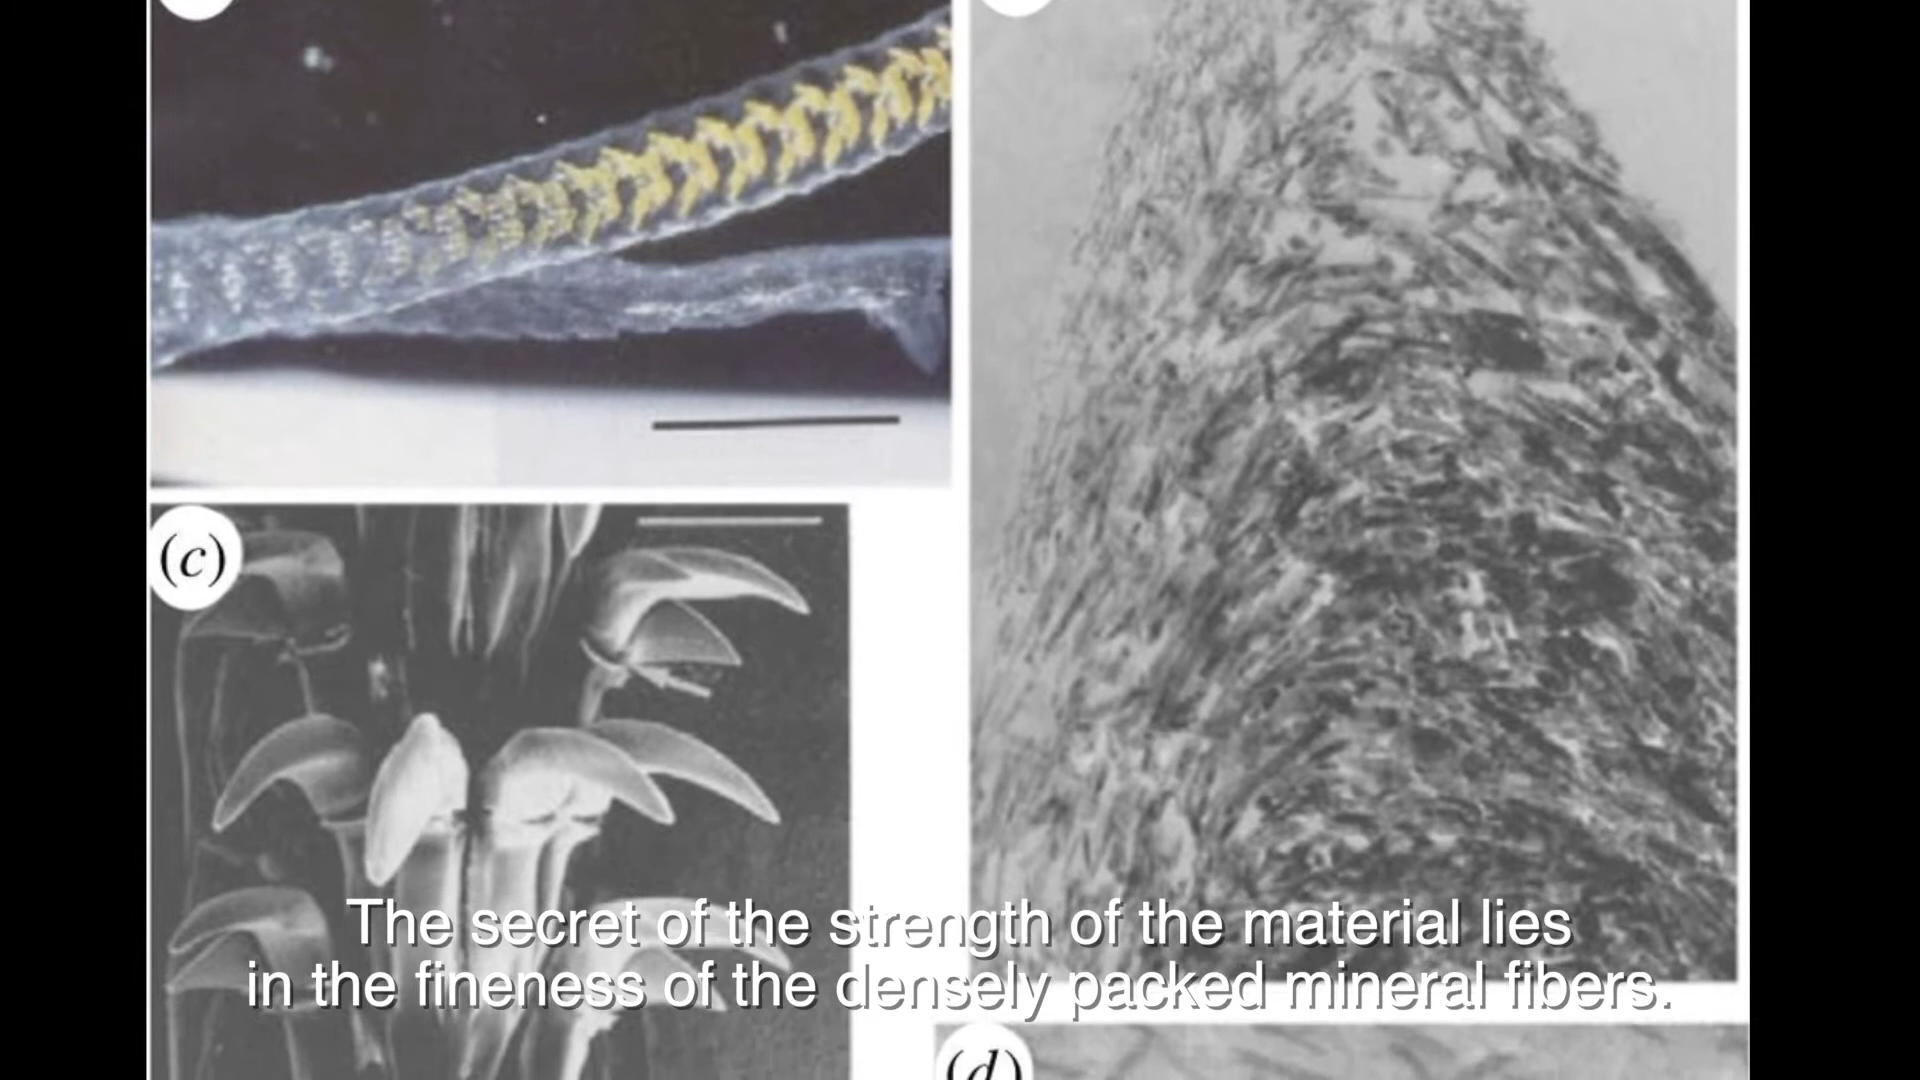 (c)
The secret of the strength of the material lies
in the fineness of the densely packed mineral fibers.
(d)